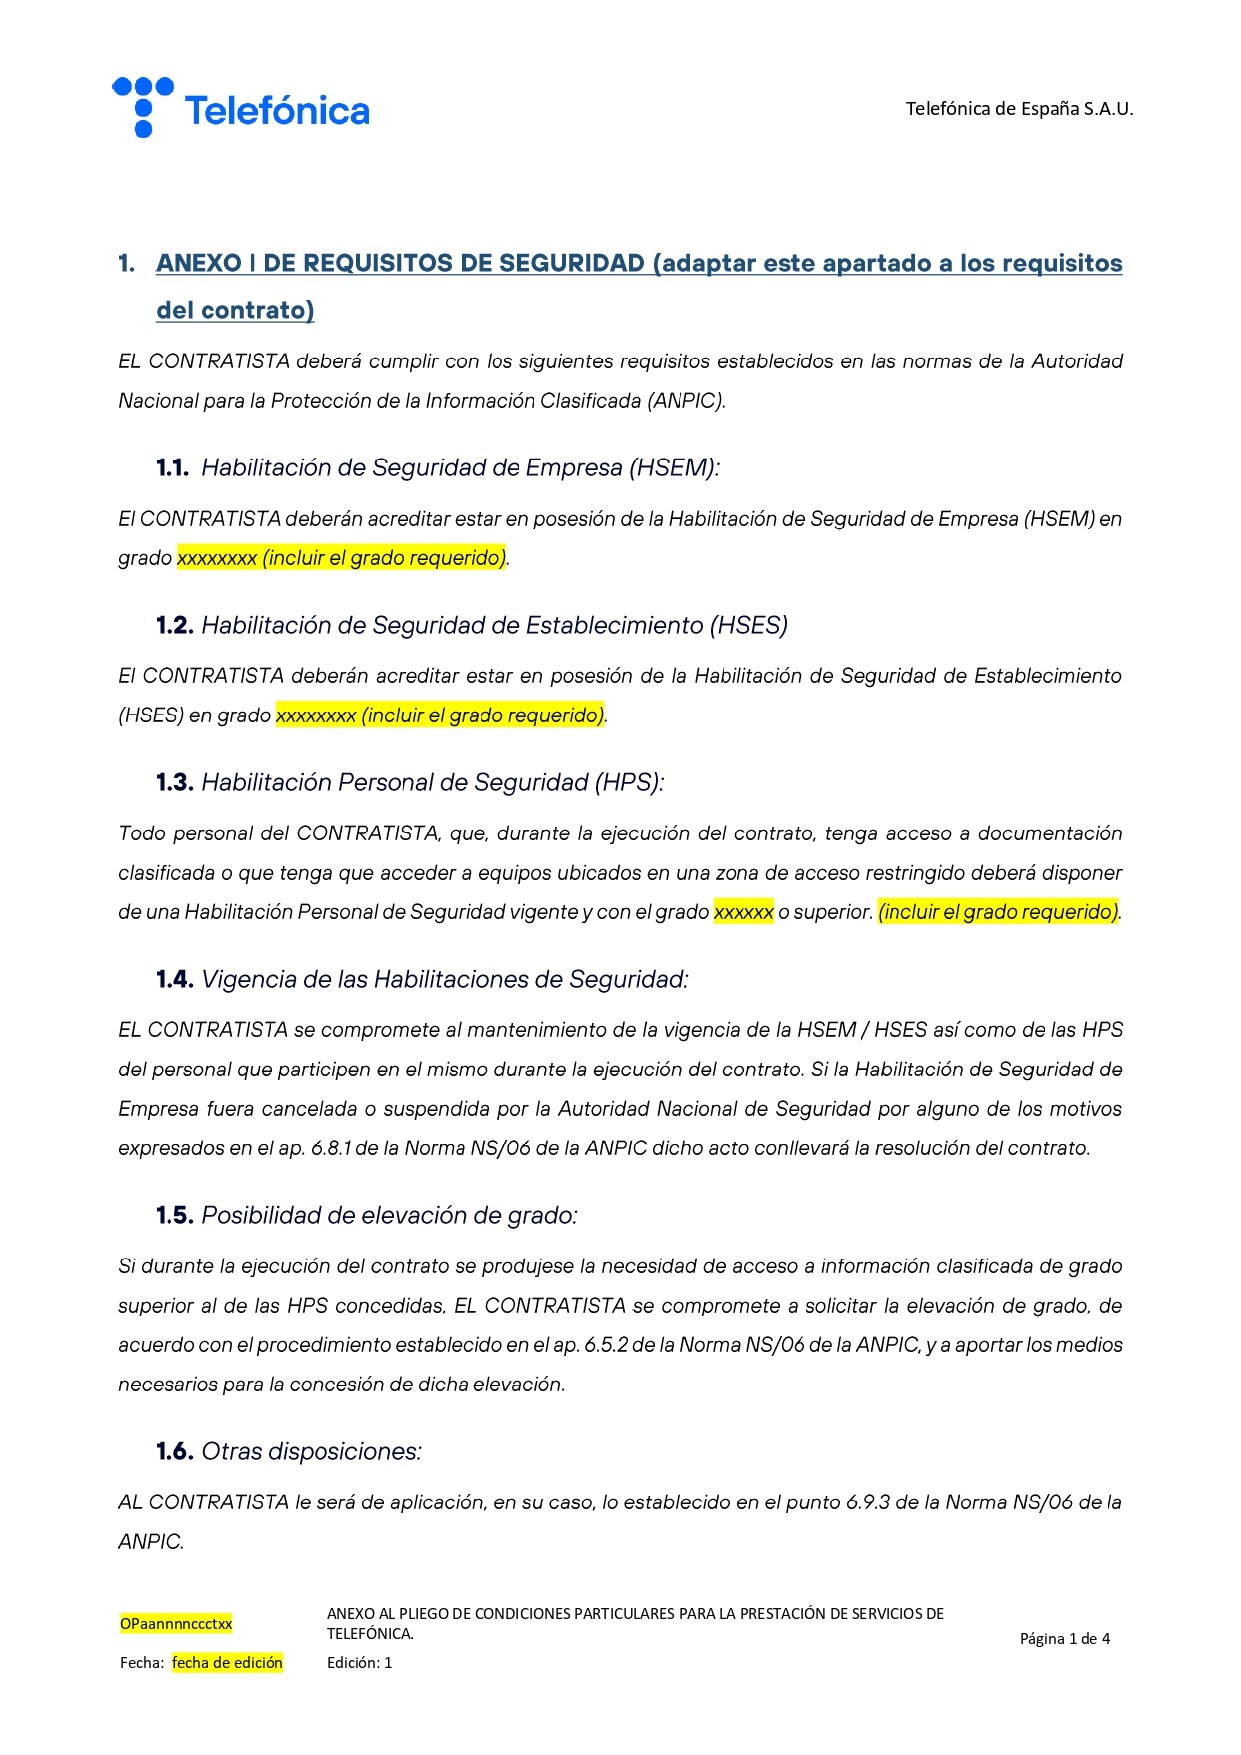 Telefónica
Telefónica de España S.A.U.
1. ANEXO I DE REQUISITOS DE SEGURIDAD (adaptar este apartado a los requisitos
del contrato)
EL CONTRATISTA deberá cumplir con los siguientes requisitos establecidos en las normas de la Autoridad
Nacional para la Protección de la Información Clasificada (ANPIC).
1.1. Habilitación de Seguridad de Empresa (HSEM):
El CONTRATISTA deberán acreditar estar en posesión de la Habilitación de Seguridad de Empresa (HSEM) en
grado xxxxxxxx (incluir el grado requerido).
1.2. Habilitación de Seguridad de Establecimiento (HSES)
El CONTRATISTA deberán acreditar estar en posesión de la Habilitación de Seguridad de Establecimiento
(HSES) en grado xxxxxxxx (incluir el grado requerido).
1.3. Habilitación Personal de Seguridad (HPS):
Todo personal del CONTRATISTA, que, durante la ejecución del contrato, tenga acceso a documentación
clasificada o que tenga que acceder a equipos ubicados en una zona de acceso restringido deberá disponer
de una Habilitación Personal de Seguridad vigente y con el grado xxxxxx o superior. (incluir el grado requerido).
1.4. Vigencia de las Habilitaciones de Seguridad:
EL CONTRATISTA se compromete al mantenimiento de la vigencia de la HSEM / HSES así como de las HPS
del personal que participen en el mismo durante la ejecución del contrato. Si la Habilitación de Seguridad de
Empresa fuera cancelada o suspendida por la Autoridad Nacional de Seguridad por alguno de los motivos
expresados en el ap. 6.8.1 de la Norma NS/06 de la ANPIC dicho acto conllevará la resolución del contrato.
1.5. Posibilidad de elevación de grado:
Si durante la ejecución del contrato se produjese la necesidad de acceso a información clasificada de grado
superior al de las HPS concedidas, EL CONTRATISTA se compromete a solicitar la elevación de grado, de
acuerdo con el procedimiento establecido en el ap. 6.5.2 de la Norma NS/06 de la ANPIC, y a aportar los medios
necesarios para la concesión de dicha elevación.
1.6. Otras disposiciones:
AL CONTRATISTA le será de aplicación, en su caso, lo establecido en el punto 6.9.3 de la Norma NS/06 de la
ANPIC.
OPaannnnccctxx
ANEXO AL PLIEGO DE CONDICIONES PARTICULARES PARA LA PRESTACIÓN DE SERVICIOS DE
TELEFÓNICA.
Página 1 de 4
Fecha: fecha de edición
Edición: 1